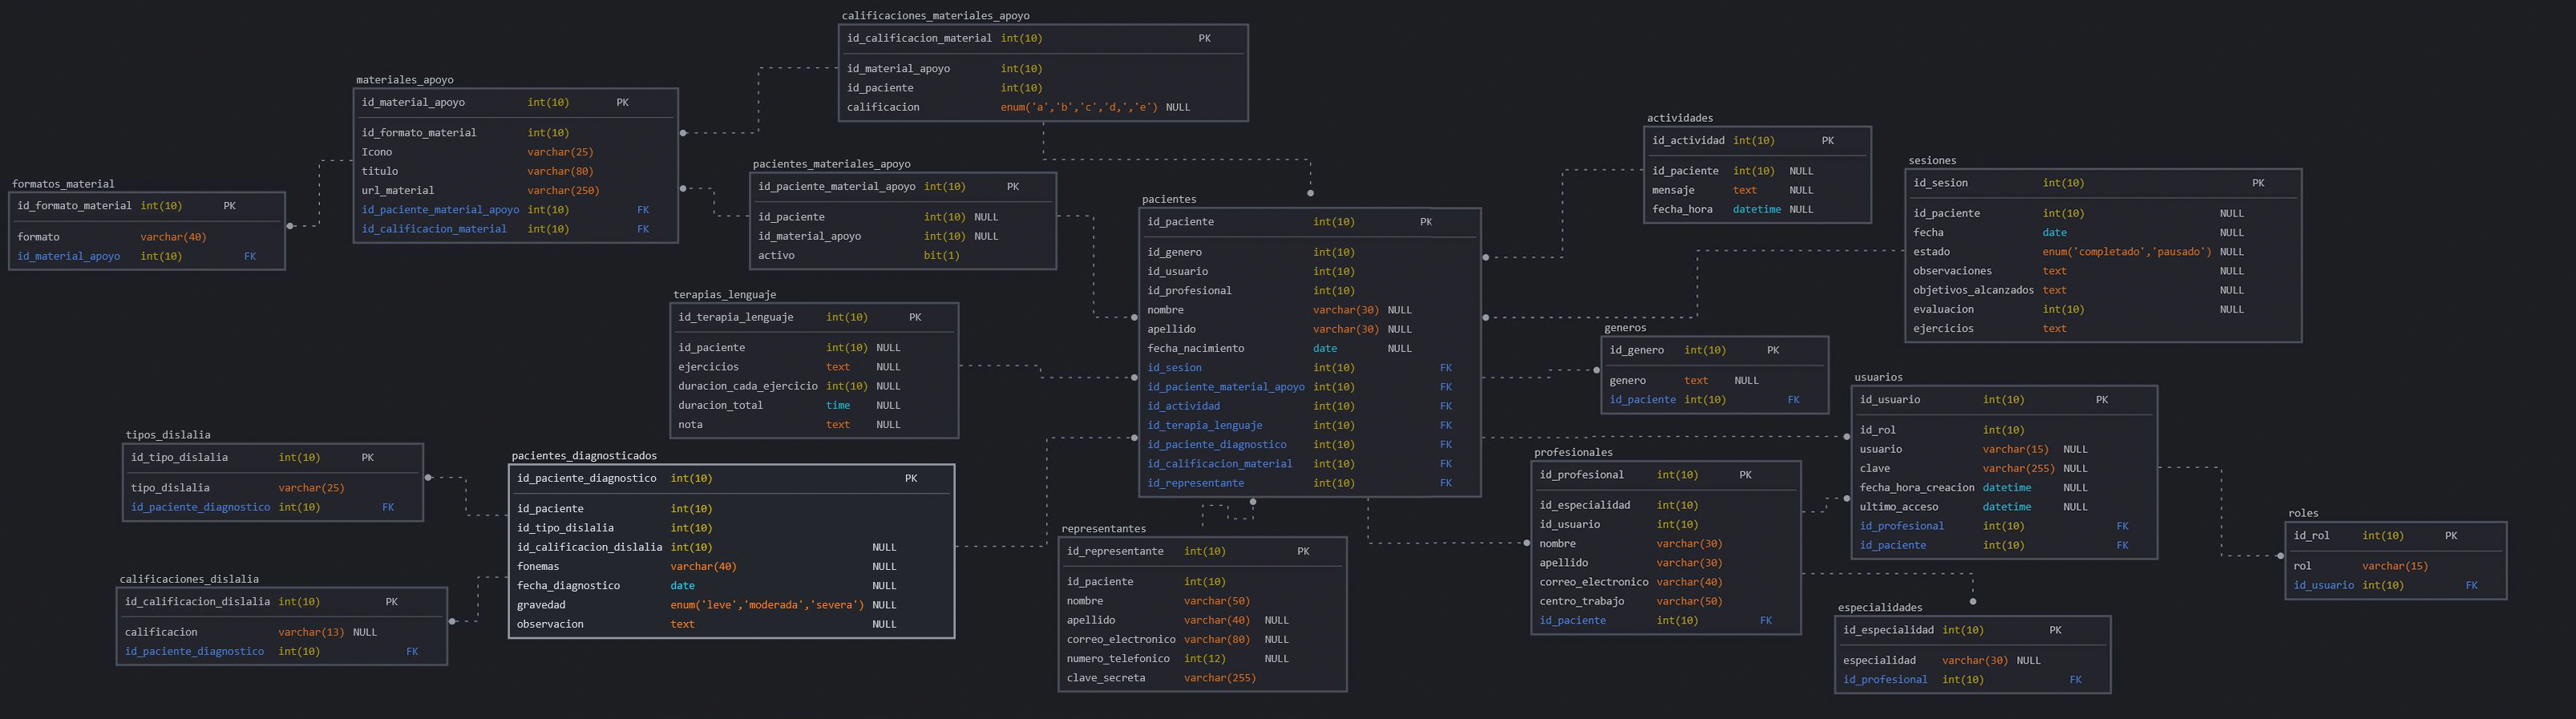 calificaciones_materiales_apoyo
id_calificacion_material int(10) PK
id_material_apoyo int(10)
id_paciente int(10)
calificacion enum('a','b','c','d,','e') NULL
materiales_apoyo
id_material_apoyo int(10) PK
id_formato_material int(10)
Icono varchar(25)
titulo varchar(80)
url_material varchar(250)
id_paciente_material_apoyo int(10) FK
id_calificacion_material int(10) FK
formatos_material
id_formato_material int(10) PK
formato varchar(40)
id_material_apoyo int(10) FK
pacientes_materiales_apoyo
id_paciente_material_apoyo int(10) PK
id_paciente int(10) NULL
id_material_apoyo int(10) NULL
activo bit(1)
actividades
id_actividad int(10) PK
id_paciente int(10) NULL
mensaje text NULL
fecha_hora datetime NULL
sesiones
id_sesion int(10) PK
id_paciente int(10) NULL
fecha date NULL
estado enum('completado','pausado') NULL
observaciones text NULL
objetivos_alcanzados text NULL
evaluacion int(10) NULL
ejercicios text
pacientes
id_paciente int(10) PK
id_genero int(10)
id_usuario int(10)
id_profesional int(10)
nombre varchar(30) NULL
apellido varchar(30) NULL
fecha_nacimiento date NULL
id_sesion int(10) FK
id_paciente_material_apoyo int(10) FK
id_actividad int(10) FK
id_terapia_lenguaje int(10) FK
id_paciente_diagnostico int(10) FK
id_calificacion_material int(10) FK
id_representante int(10) FK
terapias_lenguaje
id_terapia_lenguaje int(10) PK
id_paciente int(10) NULL
ejercicios text NULL
duracion_cada_ejercicio int(10) NULL
duracion_total time NULL
nota text NULL
generos
id_genero int(10) PK
genero text NULL
id_paciente int(10) FK
usuarios
id_usuario int(10) PK
id_rol int(10)
usuario varchar(15) NULL
clave varchar(255) NULL
fecha_hora_creacion datetime NULL
ultimo_acceso datetime NULL
id_profesional int(10) FK
id_paciente int(10) FK
tipos_dislalia
id_tipo_dislalia int(10) PK
tipo_dislalia varchar(25)
id_paciente_diagnostico int(10) FK
pacientes_diagnosticados
id_paciente_diagnostico int(10) PK
id_paciente int(10)
id_tipo_dislalia int(10)
id_calificacion_dislalia int(10) NULL
fonemas varchar(40) NULL
fecha_diagnostico date NULL
gravedad enum('leve','moderada','severa') NULL
observacion text NULL
profesionales
id_profesional int(10) PK
id_especialidad int(10)
id_usuario int(10)
nombre varchar(30)
apellido varchar(30)
correo_electronico varchar(40)
centro_trabajo varchar(50)
id_paciente int(10) FK
roles
id_rol int(10) PK
rol varchar(15)
id_usuario int(10) FK
representantes
id_representante int(10) PK
id_paciente int(10)
nombre varchar(50)
apellido varchar(40) NULL
correo_electronico varchar(80) NULL
numero_telefonico int(12) NULL
clave_secreta varchar(255)
calificaciones_dislalia
id_calificacion_dislalia int(10) PK
calificacion varchar(13) NULL
id_paciente_diagnostico int(10) FK
especialidades
id_especialidad int(10) PK
especialidad varchar(30) NULL
id_profesional int(10) FK